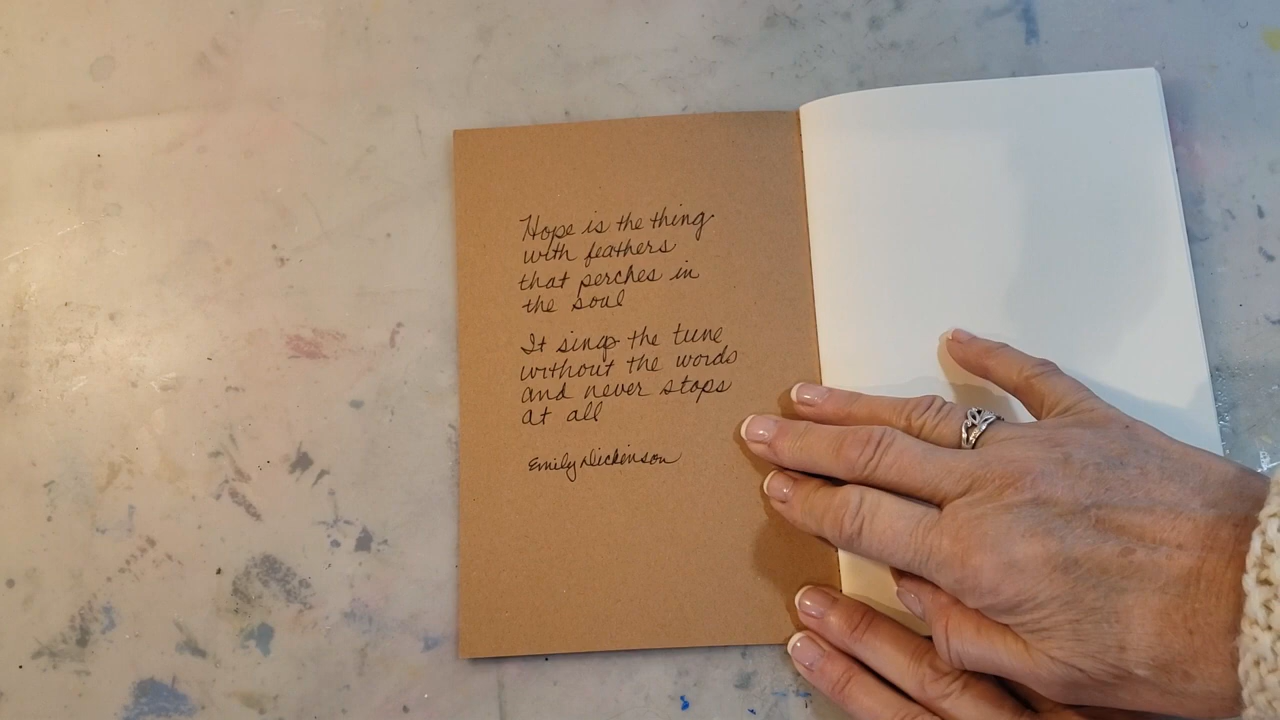 Hope is the thing
with feathers
that perches in
the soul
It sings the tune
without the words
and never stops
at all
Emily Dickenson